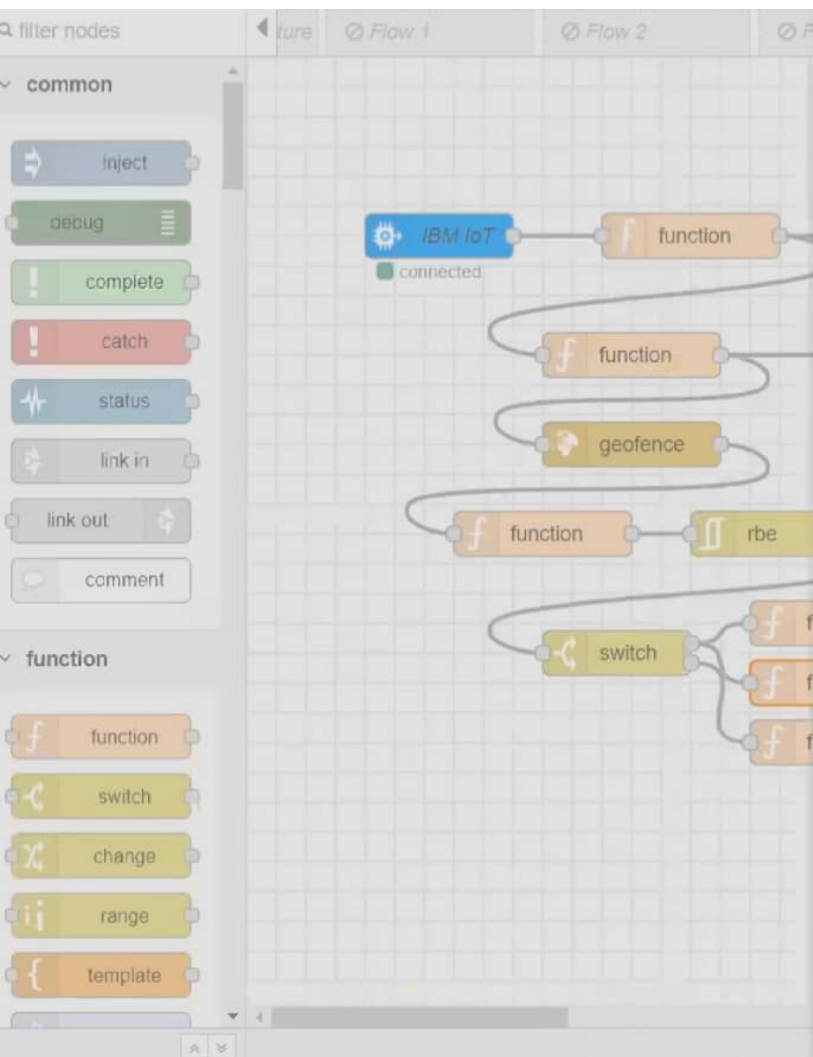 filter nodes
ture
Flow 1
Flow 2
F
common
inject
debug
complete
catch
status
link in
link out
comment
function
function
switch
change
range
template
IBM IoT
function
connected
function
geofence
function
rbe
switch
f
f
f